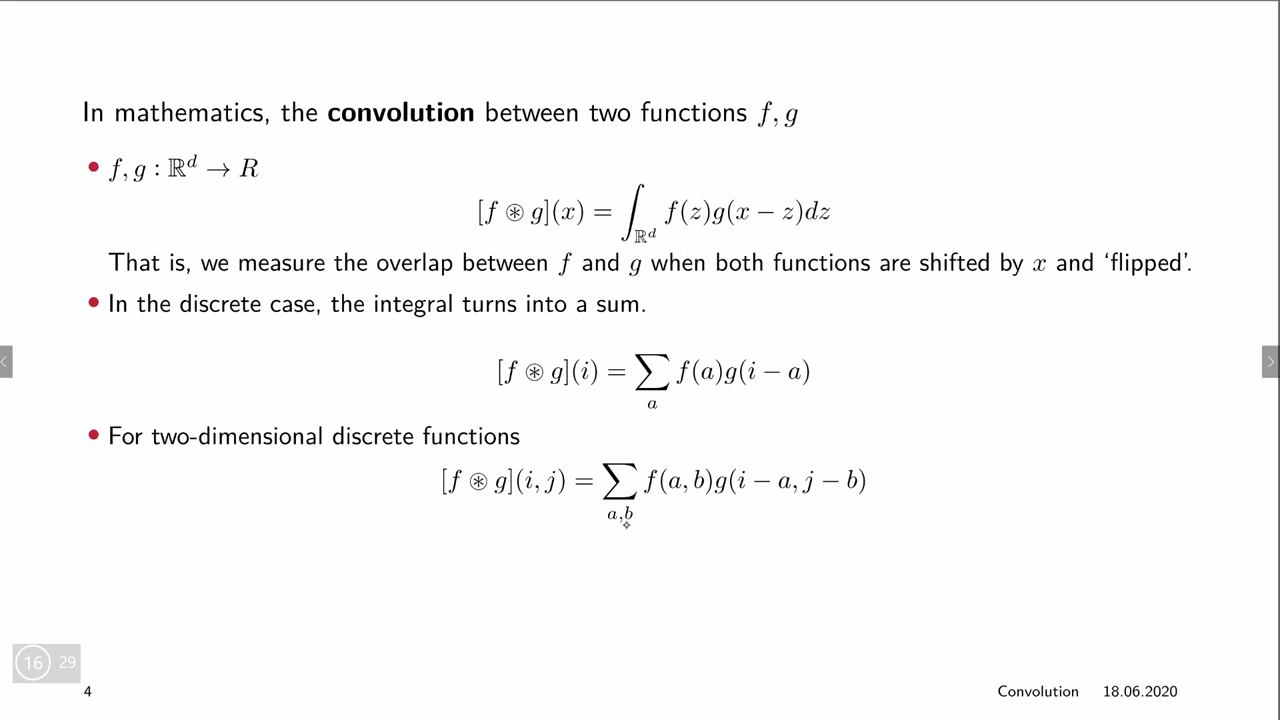 In mathematics, the convolution between two functions f, g
• f, g : ℝᵈ → R
[f ⊛ g](x) = ∫_{ℝᵈ} f(z)g(x − z)dz
That is, we measure the overlap between f and g when both functions are shifted by x and ‘flipped’.
• In the discrete case, the integral turns into a sum.
[f ⊛ g](i) = ∑_a f(a)g(i − a)
• For two-dimensional discrete functions
[f ⊛ g](i, j) = ∑_{a,b} f(a, b)g(i − a, j − b)
16 29
4 Convolution 18.06.2020